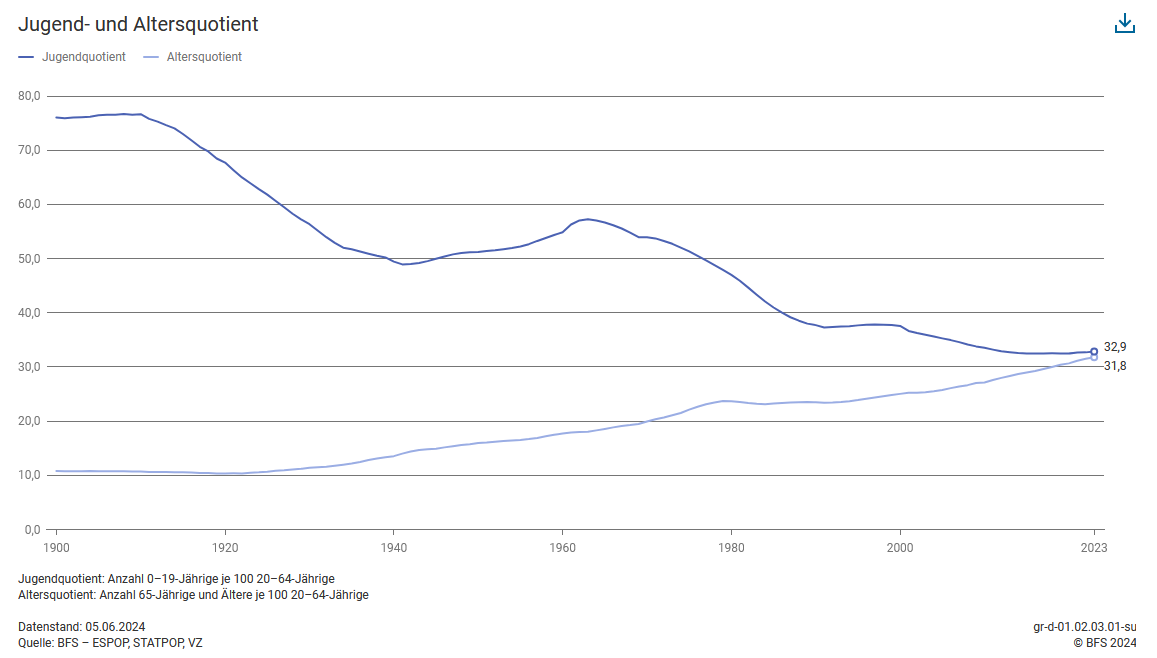 Jugend- und Altersquotient
Jugendquotient Altersquotient
80,0
70,0
60,0
50,0
40,0
30,0
20,0
10,0
0,0
32,9
31,8
1900 1920 1940 1960 1980 2000 2023
Jugendquotient: Anzahl 0–19-Jährige je 100 20–64-Jährige
Altersquotient: Anzahl 65-Jährige und Ältere je 100 20–64-Jährige
Datenstand: 05.06.2024 gr-d-01.02.03.01-su
Quelle: BFS – ESPOP, STATPOP, VZ © BFS 2024